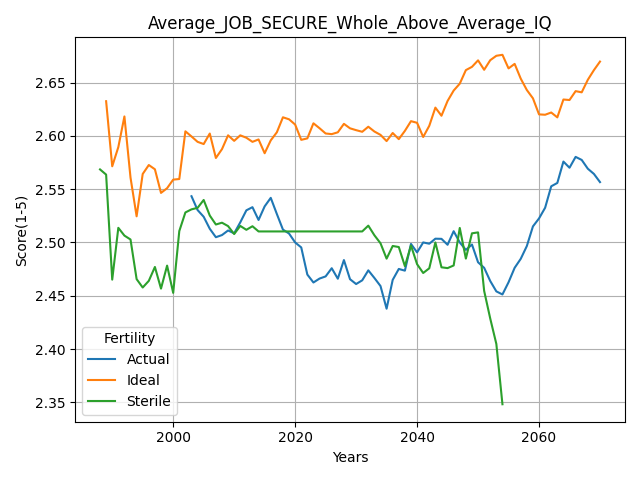 Average_JOB_SECURE_Whole_Above_Average_IQ
Score(1-5)
2.65
2.60
2.55
2.50
2.45
2.40
2.35
Fertility
Actual
Ideal
Sterile
2000 2020 2040 2060
Years